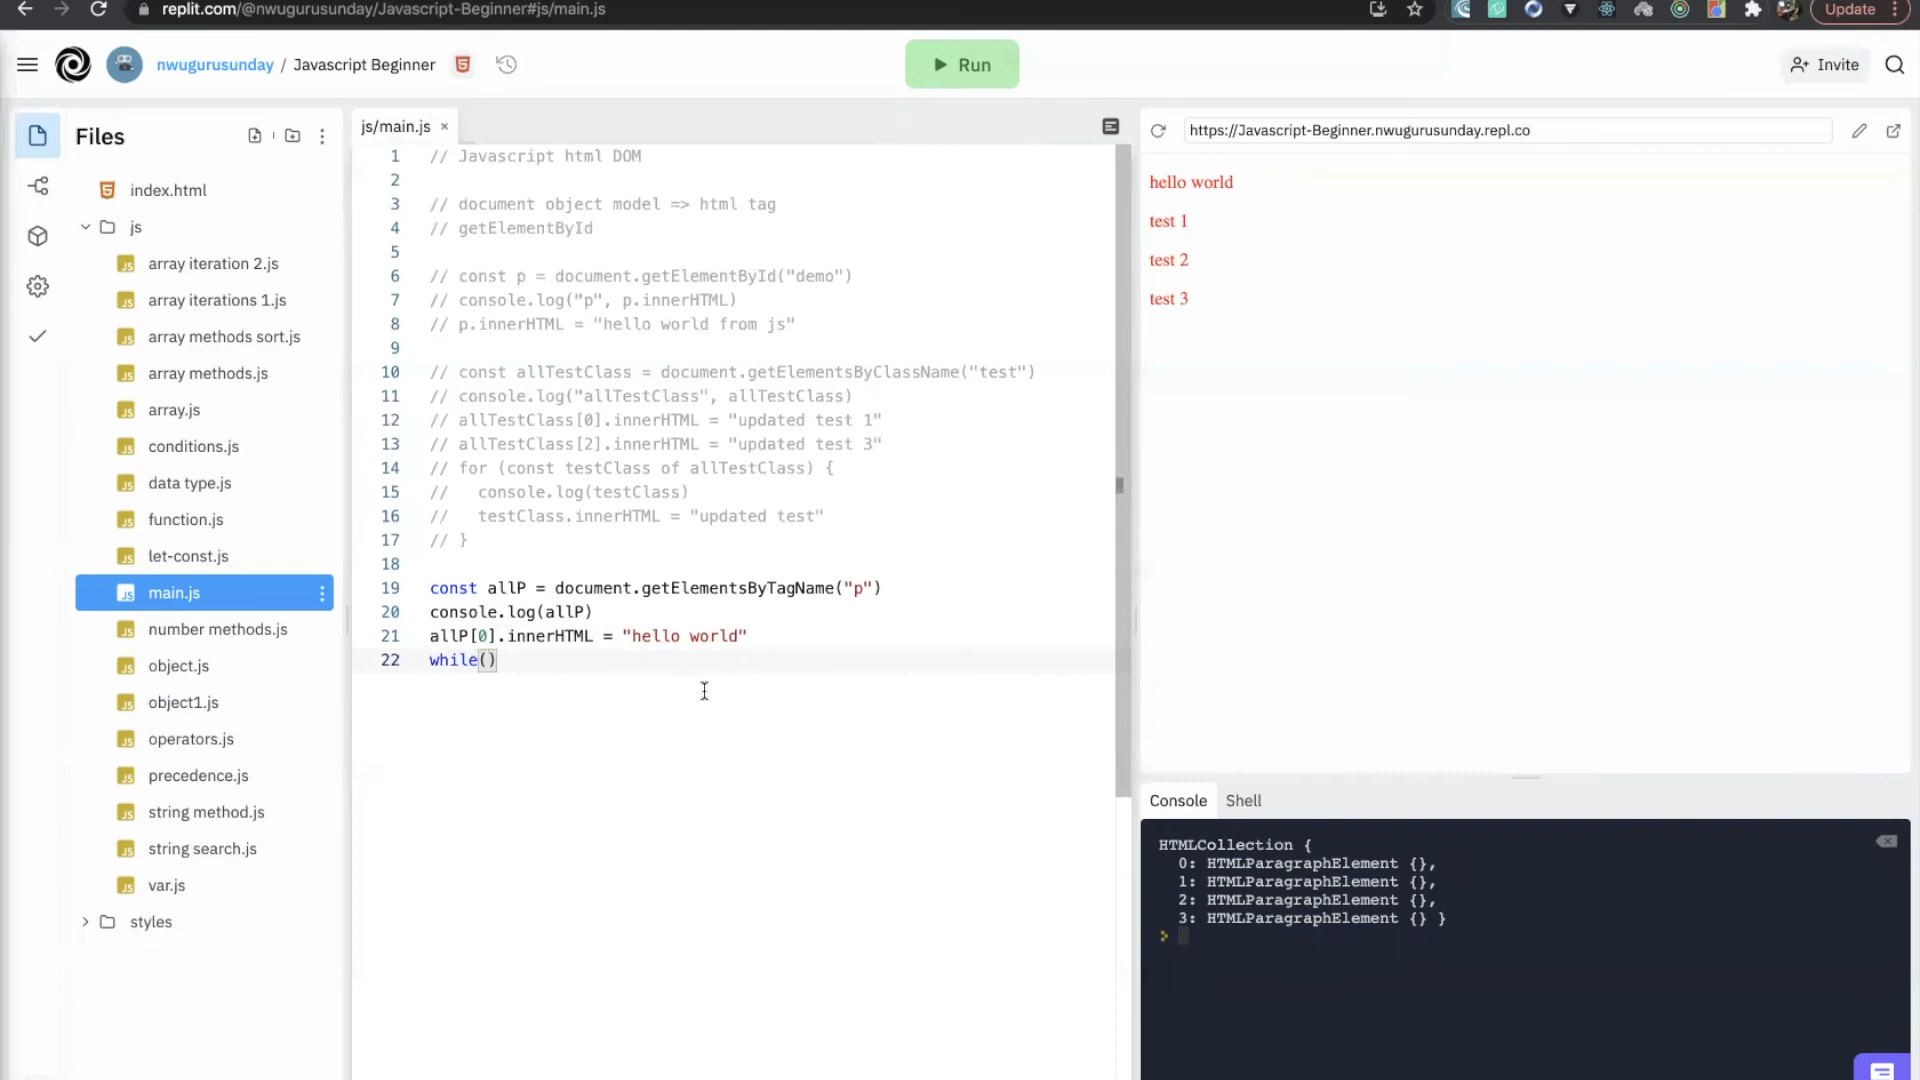 replit.com/@nwugurusunday/Javascript-Beginner#js/main.js
Update
nwugurusunday / Javascript Beginner
Run
Invite
Files
index.html
js
array iteration 2.js
array iterations 1.js
array methods sort.js
array methods.js
array.js
conditions.js
data type.js
function.js
let-const.js
main.js
number methods.js
object.js
object1.js
operators.js
precedence.js
string method.js
string search.js
var.js
styles
js/main.js ×
1 // Javascript html DOM
2
3 // document object model => html tag
4 // getElementById
5
6 // const p = document.getElementById("demo")
7 // console.log("p", p.innerHTML)
8 // p.innerHTML = "hello world from js"
9
10 // const allTestClass = document.getElementsByClassName("test")
11 // console.log("allTestClass", allTestClass)
12 // allTestClass[0].innerHTML = "updated test 1"
13 // allTestClass[2].innerHTML = "updated test 3"
14 // for (const testClass of allTestClass) {
15 //   console.log(testClass)
16 //   testClass.innerHTML = "updated test"
17 // }
18
19 const allP = document.getElementsByTagName("p")
20 console.log(allP)
21 allP[0].innerHTML = "hello world"
22 while()
https://Javascript-Beginner.nwugurusunday.repl.co
hello world
test 1
test 2
test 3
Console Shell
HTMLCollection {
0: HTMLParagraphElement {},
1: HTMLParagraphElement {},
2: HTMLParagraphElement {},
3: HTMLParagraphElement {} }
>